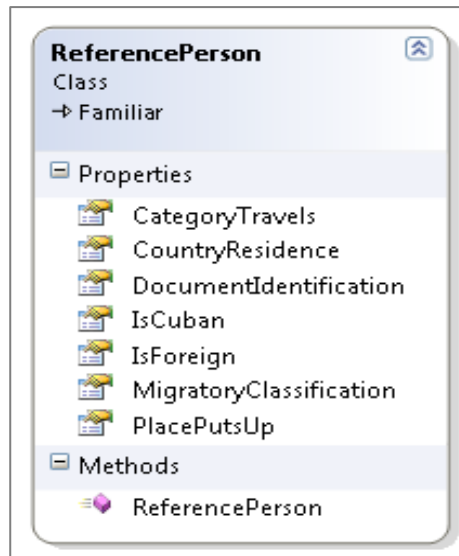 ReferencePerson
Class
Familiar
Properties
CategoryTravels
CountryResidence
DocumentIdentification
IsCuban
IsForeign
MigratoryClassification
PlacePutsUp
Methods
ReferencePerson